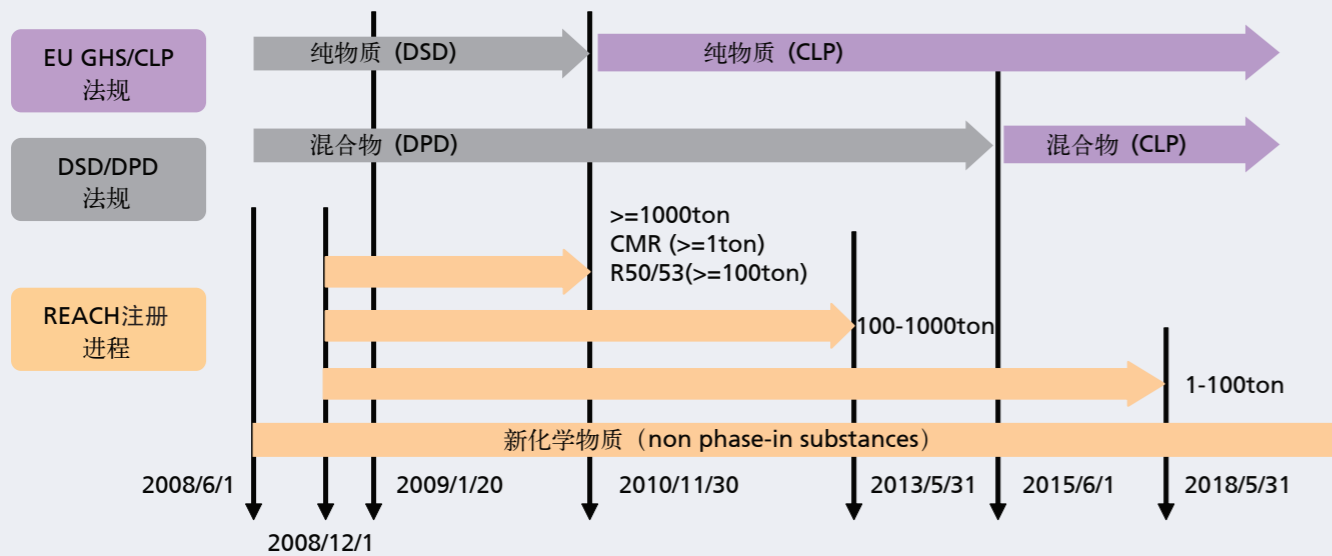 EU GHS/CLP
法规
纯物质 (DSD)
纯物质 (CLP)
DSD/DPD
法规
混合物 (DPD)
混合物 (CLP)
REACH注册
进程
>=1000ton
CMR (>=1ton)
R50/53(>=100ton)
100-1000ton
1-100ton
新化学物质（non phase-in substances）
2008/6/1
2008/12/1
2009/1/20
2010/11/30
2013/5/31
2015/6/1
2018/5/31